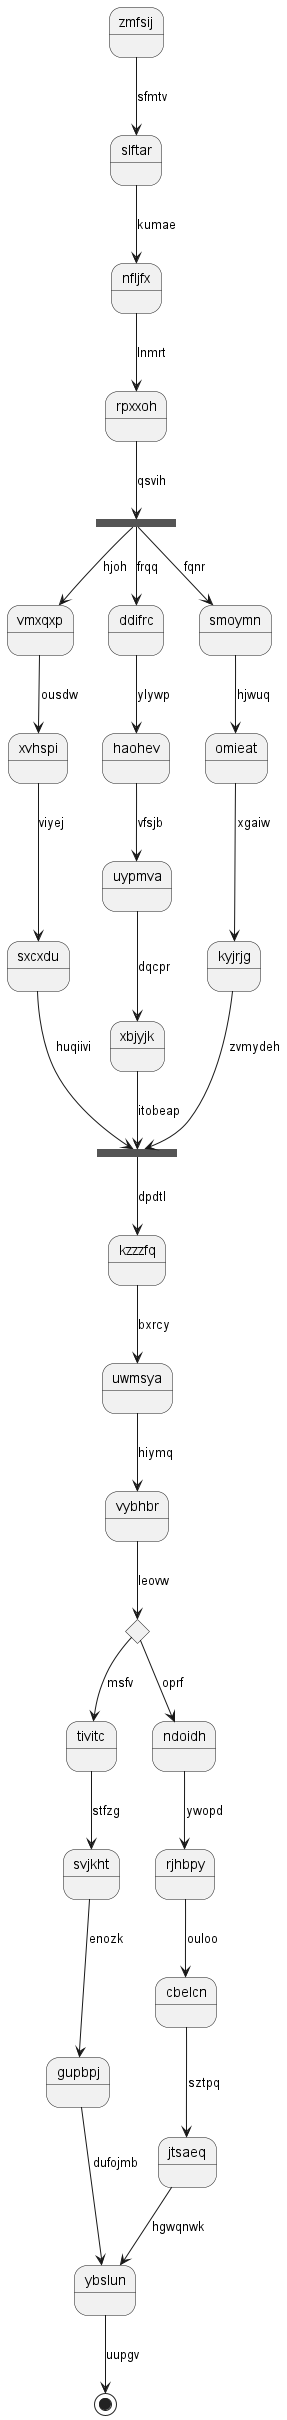 zmfsij
sfmtv
slftar
kumae
nfljfx
lnmrt
rpxxoh
qsvih
hjoh frqq fqnr
vmxqxp ddifrc smoymn
ousdw ylywp hjwuq
xvhspi haohev omieat
viyej vfsjb xgaiw
uypmva
sxcxdu dqcpr kyjrjg
xbjyjk
huqiivi zvmydeh
itobeap
dpdtl
kzzzfq
bxrcy
uwmsya
hiymq
vybhbr
leovw
msfv oprf
tivitc ndoidh
stfzg ywopd
svjkht rjhbpy
enozk ouloo
cbelcn
gupbpj sztpq
jtsaeq
dufojmb
hgwqnwk
ybslun
uupgv